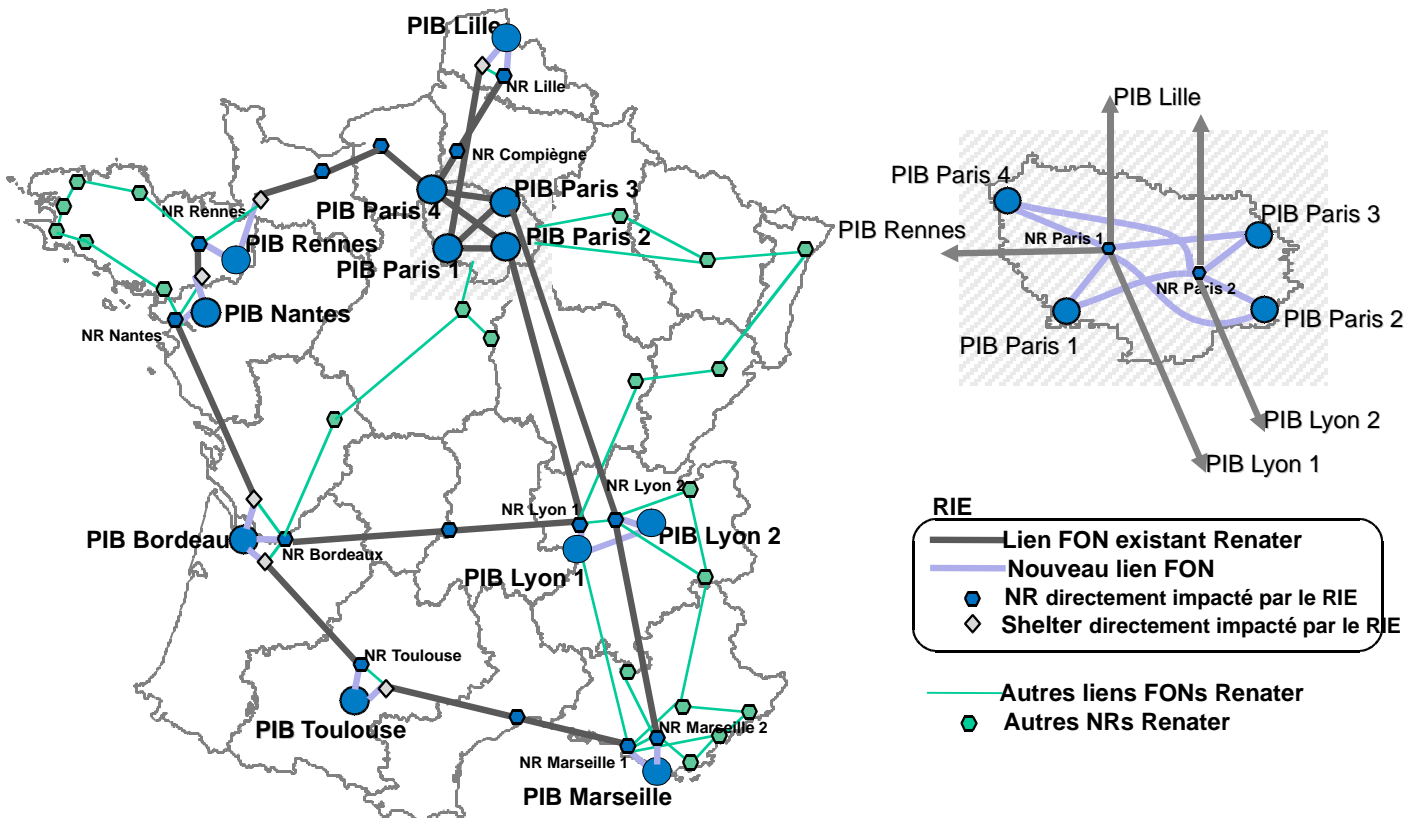 PIB Lille
NR Lille
NR Compiègne
PIB Paris 3
PIB Paris 4
PIB Paris 2
PIB Paris 1
NR Rennes
PIB Rennes
PIB Nantes
NR Nantes
NR Lyon 2
NR Lyon 1
PIB Bordeau
NR Bordeaux
PIB Lyon 2
PIB Lyon 1
NR Toulouse
PIB Toulouse
NR Marseille 2
NR Marseille 1
PIB Marseille
PIB Lille
PIB Paris 4
PIB Paris 3
PIB Rennes
NR Paris 1
NR Paris 2
PIB Paris 2
PIB Paris 1
PIB Lyon 2
PIB Lyon 1
RIE
Lien FON existant Renater
Nouveau lien FON
NR directement impacté par le RIE
Shelter directement impacté par le RIE
Autres liens FONs Renater
Autres NRs Renater